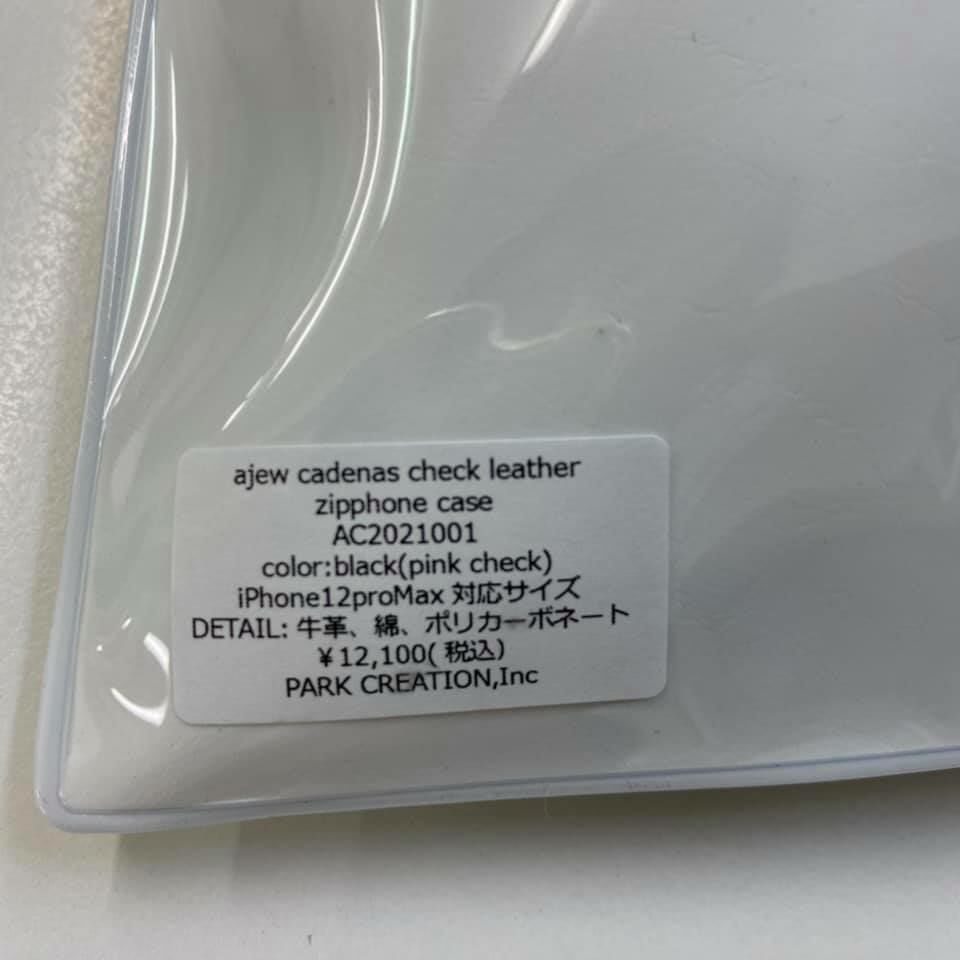 ajew cadenas check leather
zipphone case
AC2021001
color:black(pink check)
iPhone12proMax 対応サイズ
DETAIL: 牛革、綿、ポリカーボネート
¥12,100( 税込)
PARK CREATION,Inc